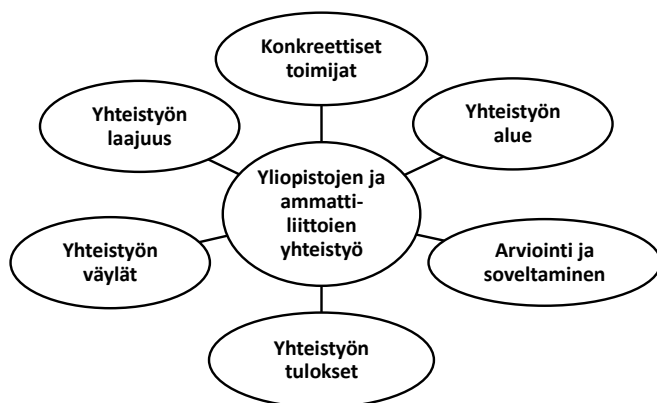 Konkreettiset
toimijat
Yhteistyön
laajuus
Yhteistyön
alue
Yliopistojen ja
ammatti-
liittoien
yhteistyö
Yhteistyön
väylät
Arviointi ja
soveltaminen
Yhteistyön
tulokset